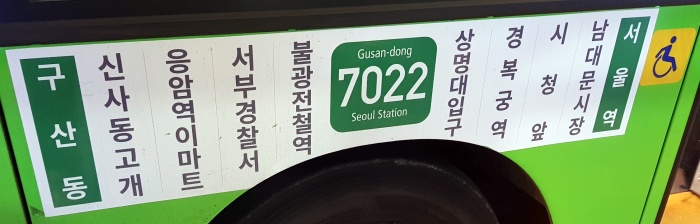 구산동
신사동고개
응암역이마트
서부경찰서
불광전철역
Gusan-dong
7022
Seoul Station
상명대입구
경복궁역
시청앞
남대문시장
서울역